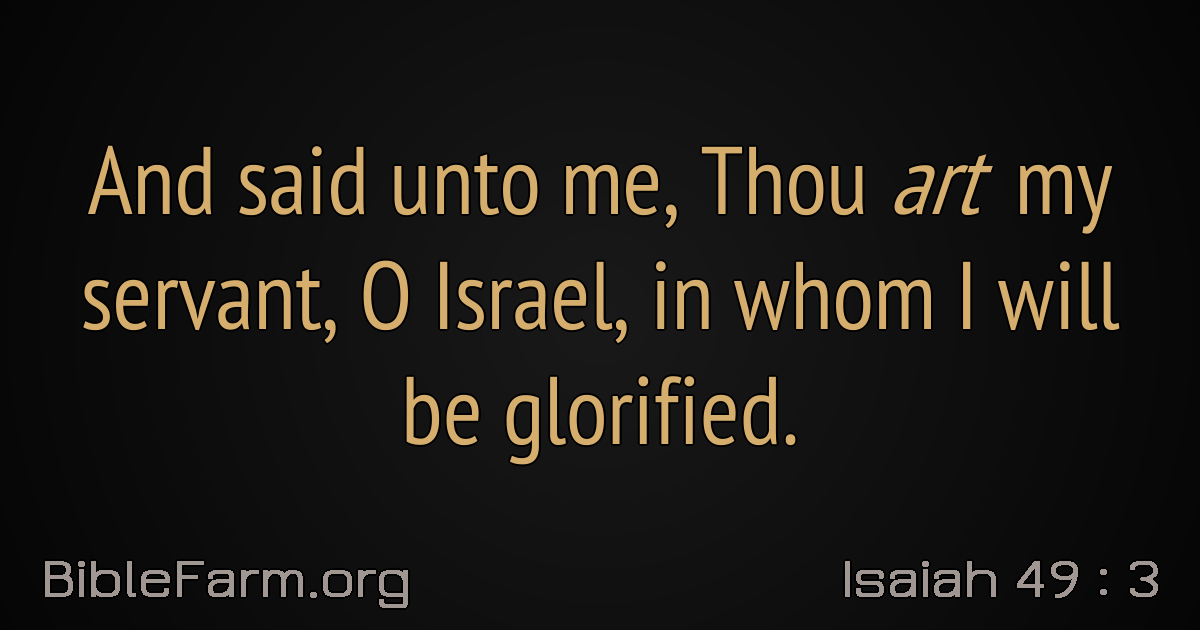 And said unto me, Thou art my
servant, O Israel, in whom I will
be glorified.
BibleFarm.org
Isaiah 49 : 3